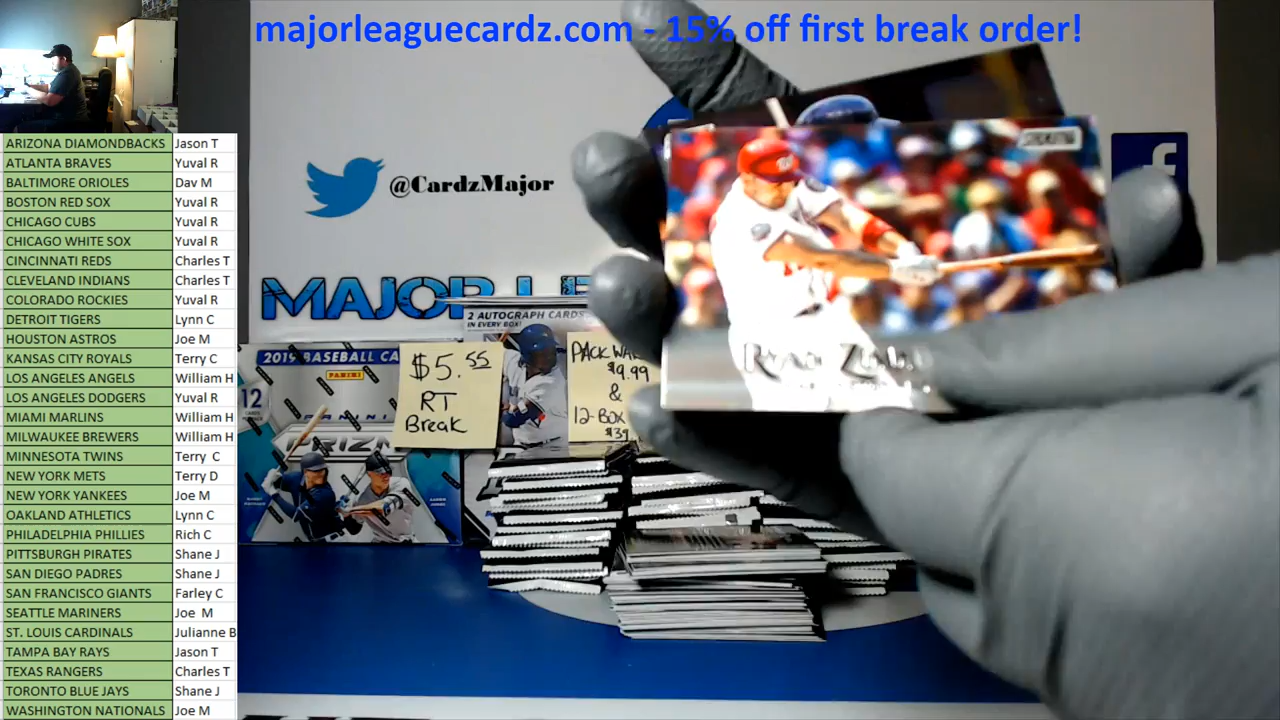 majorleaguecardz.com - 15% off first break order!
@CardzMajor
f
MAJOR LE
ARIZONA DIAMONDBACKS Jason T
ATLANTA BRAVES Yuval R
BALTIMORE ORIOLES Dav M
BOSTON RED SOX Yuval R
CHICAGO CUBS Yuval R
CHICAGO WHITE SOX Yuval R
CINCINNATI REDS Charles T
CLEVELAND INDIANS Charles T
COLORADO ROCKIES Yuval R
DETROIT TIGERS Lynn C
HOUSTON ASTROS Joe M
KANSAS CITY ROYALS Terry C
LOS ANGELES ANGELS William H
LOS ANGELES DODGERS Yuval R
MIAMI MARLINS William H
MILWAUKEE BREWERS William H
MINNESOTA TWINS Terry C
NEW YORK METS Terry D
NEW YORK YANKEES Joe M
OAKLAND ATHLETICS Lynn C
PHILADELPHIA PHILLIES Rich C
PITTSBURGH PIRATES Shane J
SAN DIEGO PADRES Shane J
SAN FRANCISCO GIANTS Farley C
SEATTLE MARINERS Joe M
ST. LOUIS CARDINALS Julianne B
TAMPA BAY RAYS Jason T
TEXAS RANGERS Charles T
TORONTO BLUE JAYS Shane J
WASHINGTON NATIONALS Joe M
2019 BASEBALL CA
PANINI
12
PRIZM
$5.55
RT
Break
2 AUTOGRAPH CARDS
IN EVERY BOX!
PACK WA
$9.99
&
12-BOX
$39
RYAN